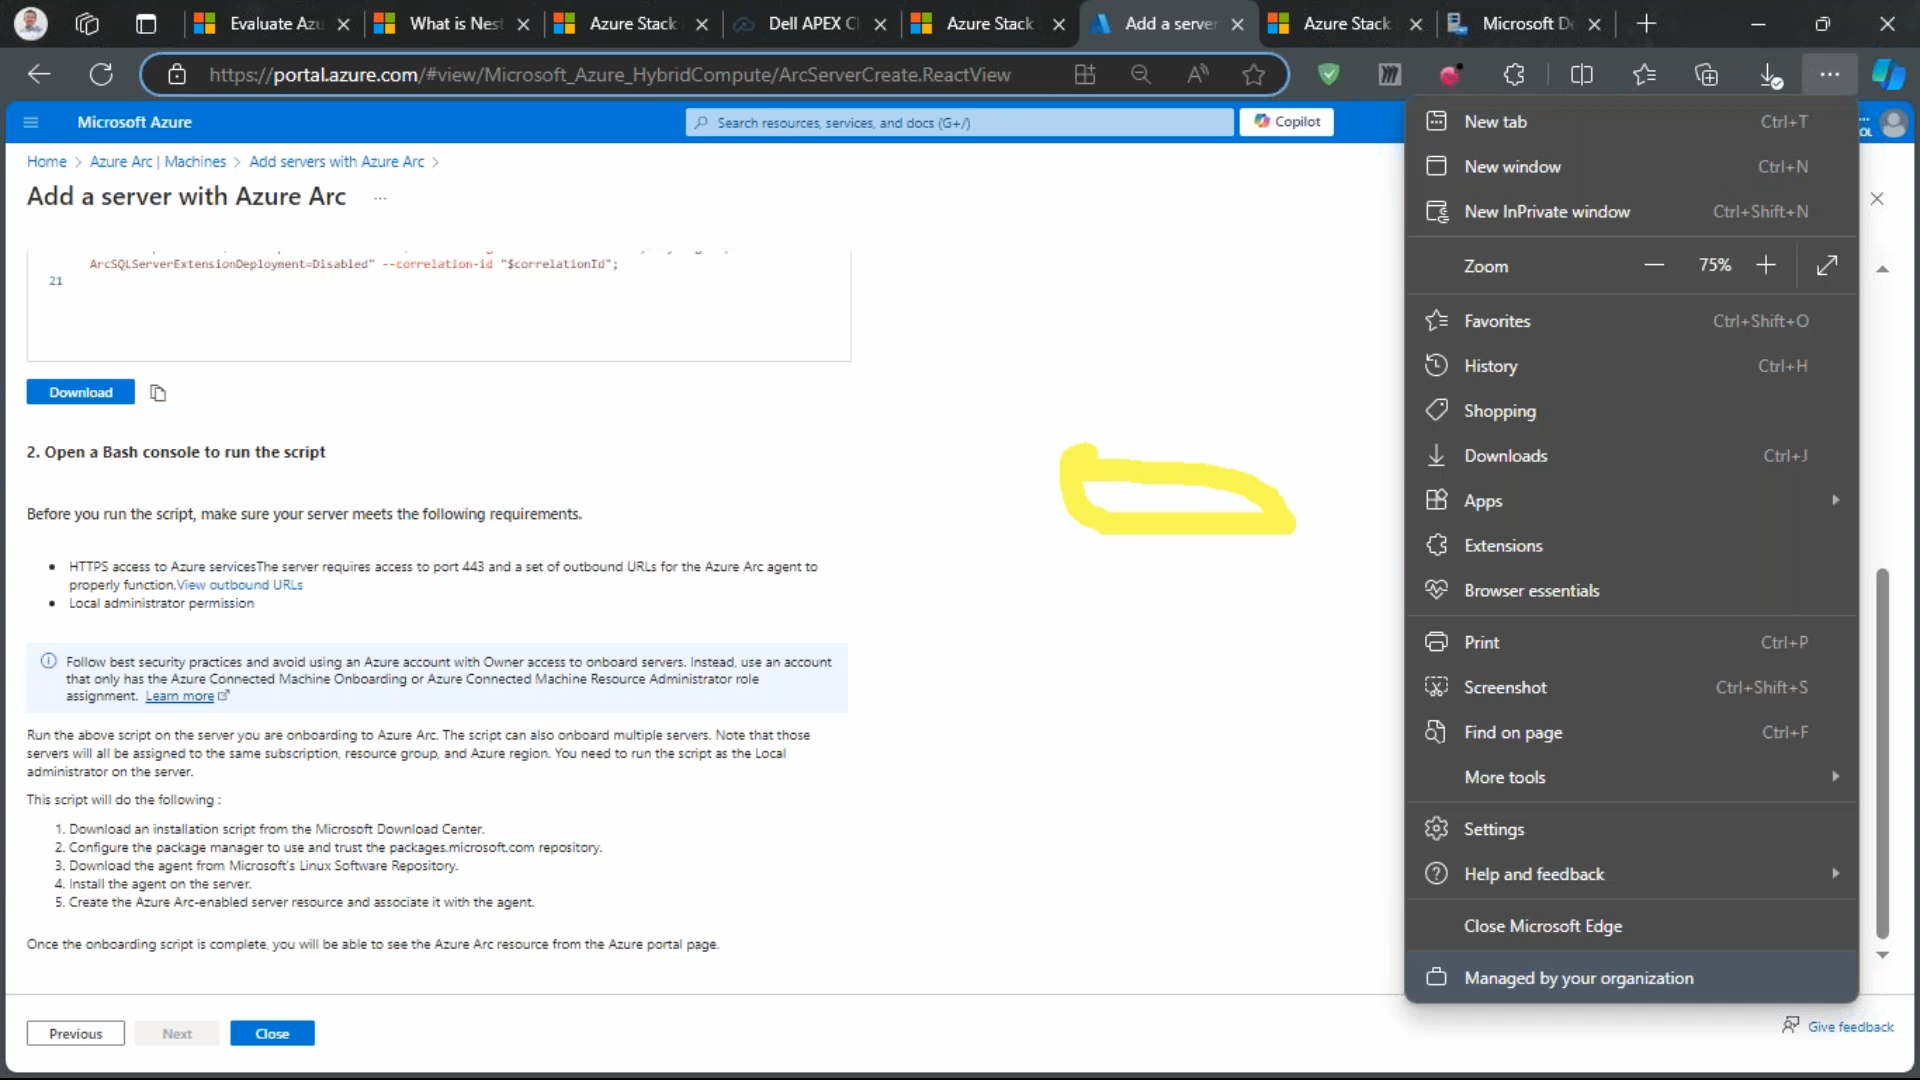 Evaluate Azu
What is Nest
Azure Stack
Dell APEX Cl
Azure Stack
Add a server
Azure Stack
Microsoft De
https://portal.azure.com/#view/Microsoft_Azure_HybridCompute/ArcServerCreate.ReactView
Microsoft Azure
Search resources, services, and docs (G+/)
Copilot
Home > Azure Arc | Machines > Add servers with Azure Arc >
Add a server with Azure Arc ...
ArcSQLServerExtensionDeployment=Disabled" --correlation-id "$correlationId";
21
Download
2. Open a Bash console to run the script
Before you run the script, make sure your server meets the following requirements.
• HTTPS access to Azure servicesThe server requires access to port 443 and a set of outbound URLs for the Azure Arc agent to
properly function.View outbound URLs
• Local administrator permission
Follow best security practices and avoid using an Azure account with Owner access to onboard servers. Instead, use an account
that only has the Azure Connected Machine Onboarding or Azure Connected Machine Resource Administrator role
assignment. Learn more
Run the above script on the server you are onboarding to Azure Arc. The script can also onboard multiple servers. Note that those
servers will all be assigned to the same subscription, resource group, and Azure region. You need to run the script as the Local
administrator on the server.
This script will do the following :
1. Download an installation script from the Microsoft Download Center.
2. Configure the package manager to use and trust the packages.microsoft.com repository.
3. Download the agent from Microsoft's Linux Software Repository.
4. Install the agent on the server.
5. Create the Azure Arc-enabled server resource and associate it with the agent.
Once the onboarding script is complete, you will be able to see the Azure Arc resource from the Azure portal page.
Previous
Next
Close
Give feedback
New tab Ctrl+T
New window Ctrl+N
New InPrivate window Ctrl+Shift+N
Zoom — 75% +
Favorites Ctrl+Shift+O
History Ctrl+H
Shopping
Downloads Ctrl+J
Apps
Extensions
Browser essentials
Print Ctrl+P
Screenshot Ctrl+Shift+S
Find on page Ctrl+F
More tools
Settings
Help and feedback
Close Microsoft Edge
Managed by your organization